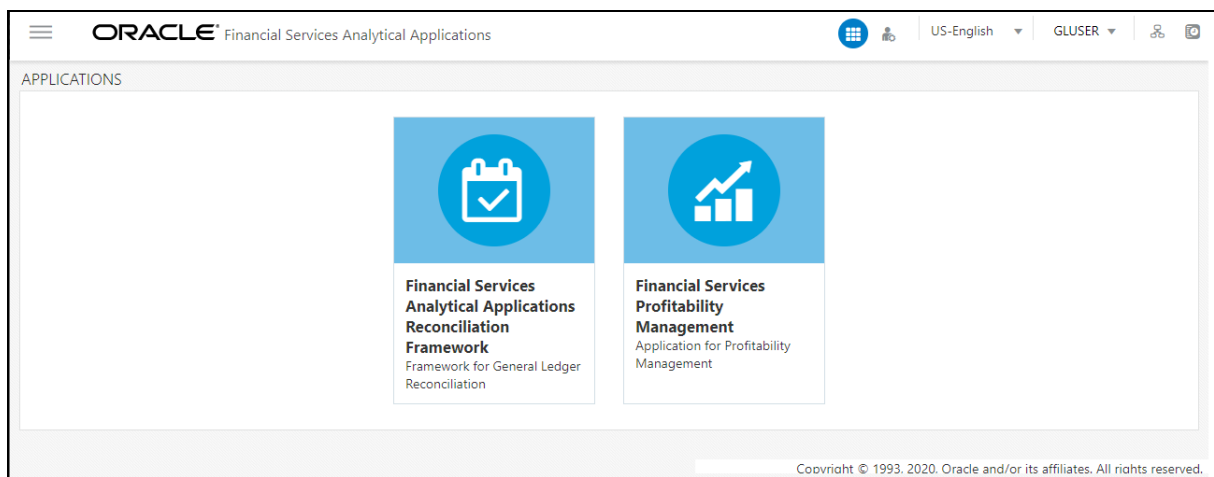 ORACLE Financial Services Analytical Applications
US-English
GLUSER
APPLICATIONS
Financial Services
Analytical Applications
Reconciliation
Framework
Framework for General Ledger
Reconciliation
Financial Services
Profitability
Management
Application for Profitability
Management
Copyright © 1993, 2020, Oracle and/or its affiliates. All rights reserved.